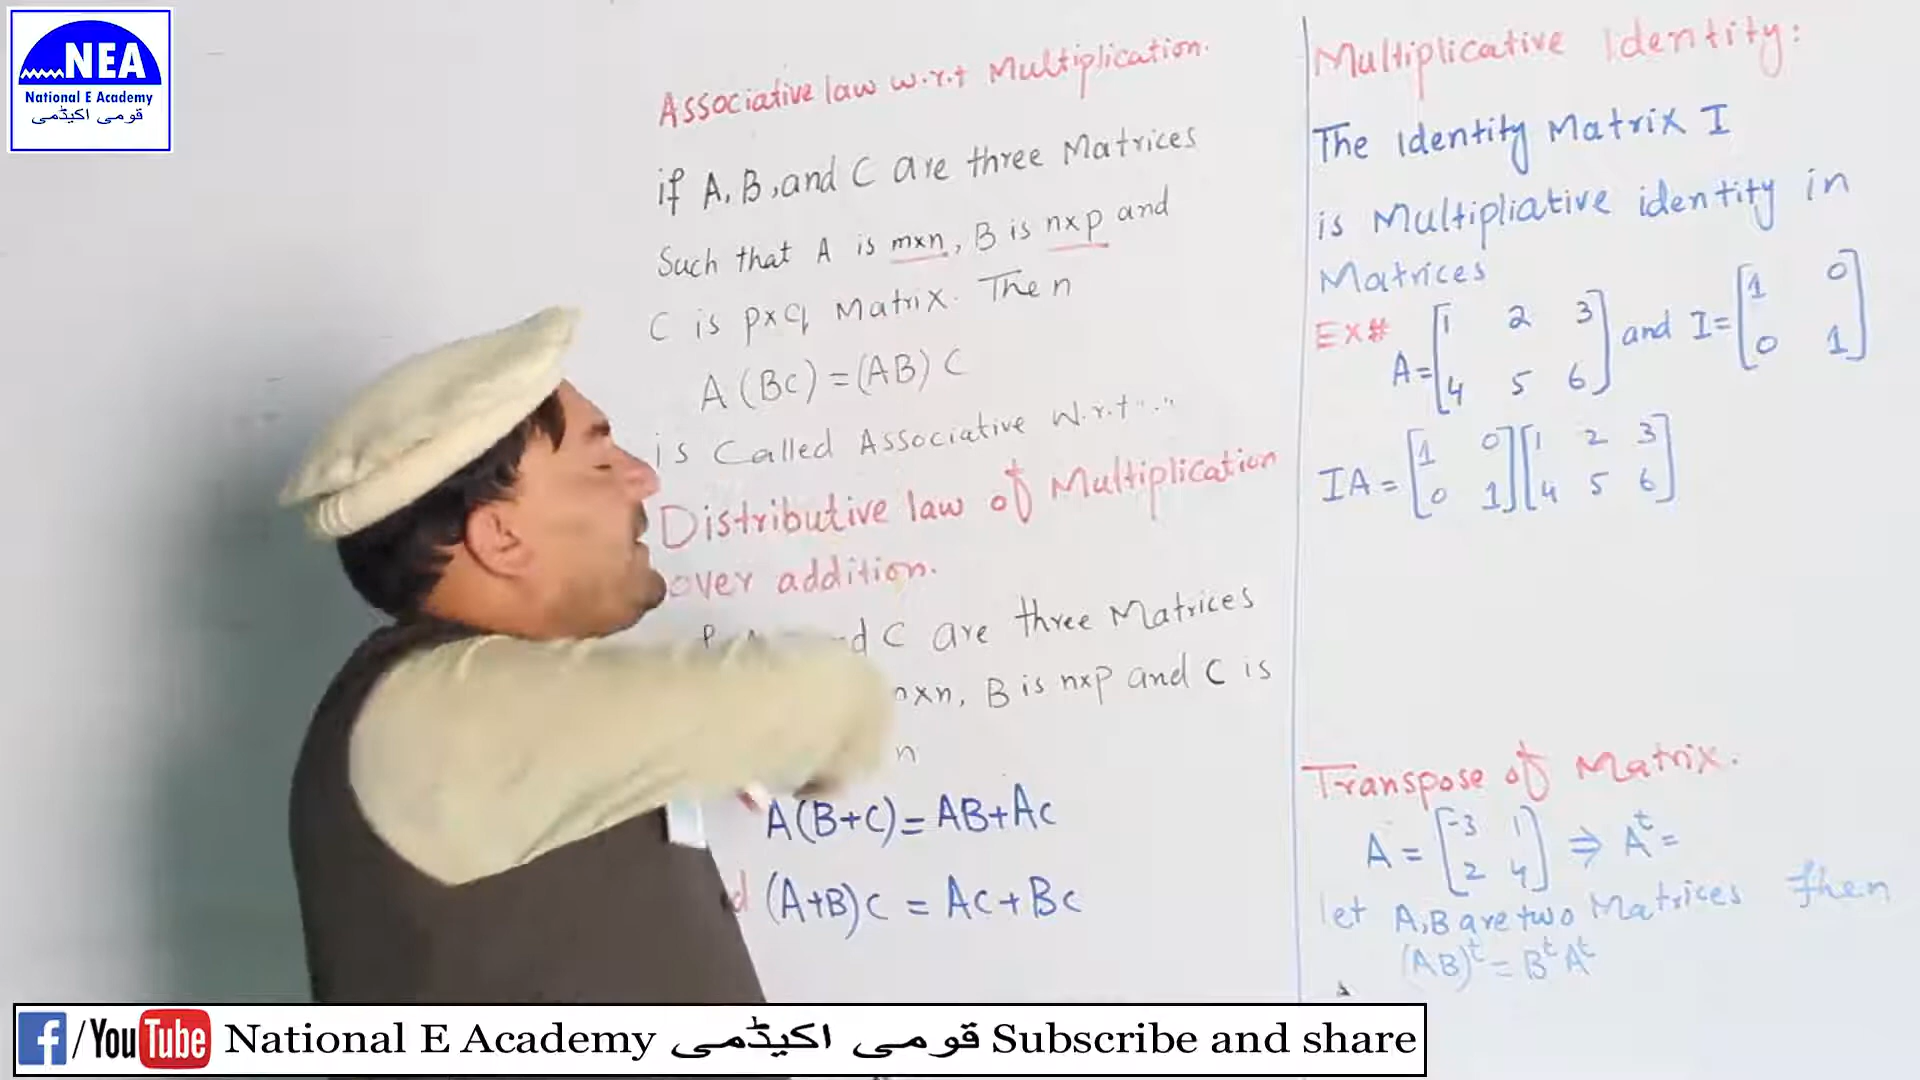 NEA
National E Academy
قومی اکیڈمی
Associative law w.r.t Multiplication.
if A, B, and C are three Matrices
Such that A is mxn, B is nxp and
C is pxq Matrix. Then
A (BC) = (AB) C
is Called Associative W.r.t "."
Distributive law of Multiplication
over addition.
and C are three Matrices
mxn, B is nxp and C is
n
A(B+C) = AB+AC
(A+B)C = AC+BC
Multiplicative Identity:
The Identity Matrix I
is Multipliative identity in
Matrices
EX# A = [1 2 3 4 5 6] and I = [1 0 0 1]
IA = [1 0 0 1] [1 2 3 4 5 6]
Transpose of Matrix.
A = [-3 1 2 4] ⇒ Aᵗ =
let A,B are two Matrices then
(AB)ᵗ = Bᵗ Aᵗ
f/YouTube National E Academy قومی اکیڈمی Subscribe and share